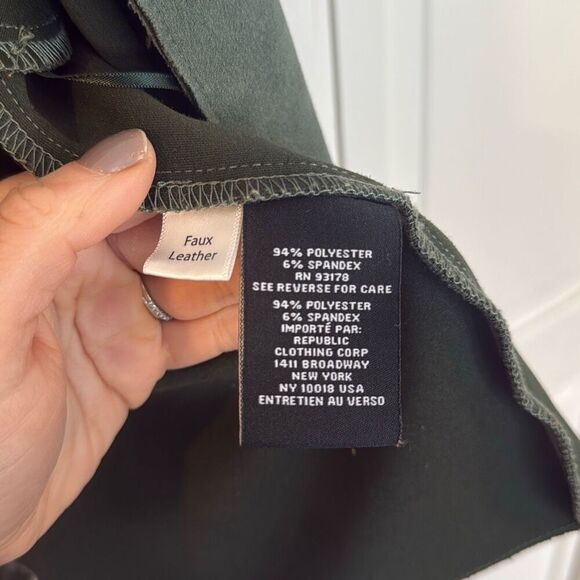 Faux
Leather
94% POLYESTER
6% SPANDEX
RN 93178
SEE REVERSE FOR CARE
94% POLYESTER
6% SPANDEX
IMPORTÉ PAR:
REPUBLIC
CLOTHING CORP
1411 BROADWAY
NEW YORK
NY 10018 USA
ENTRETIEN AU VERSO